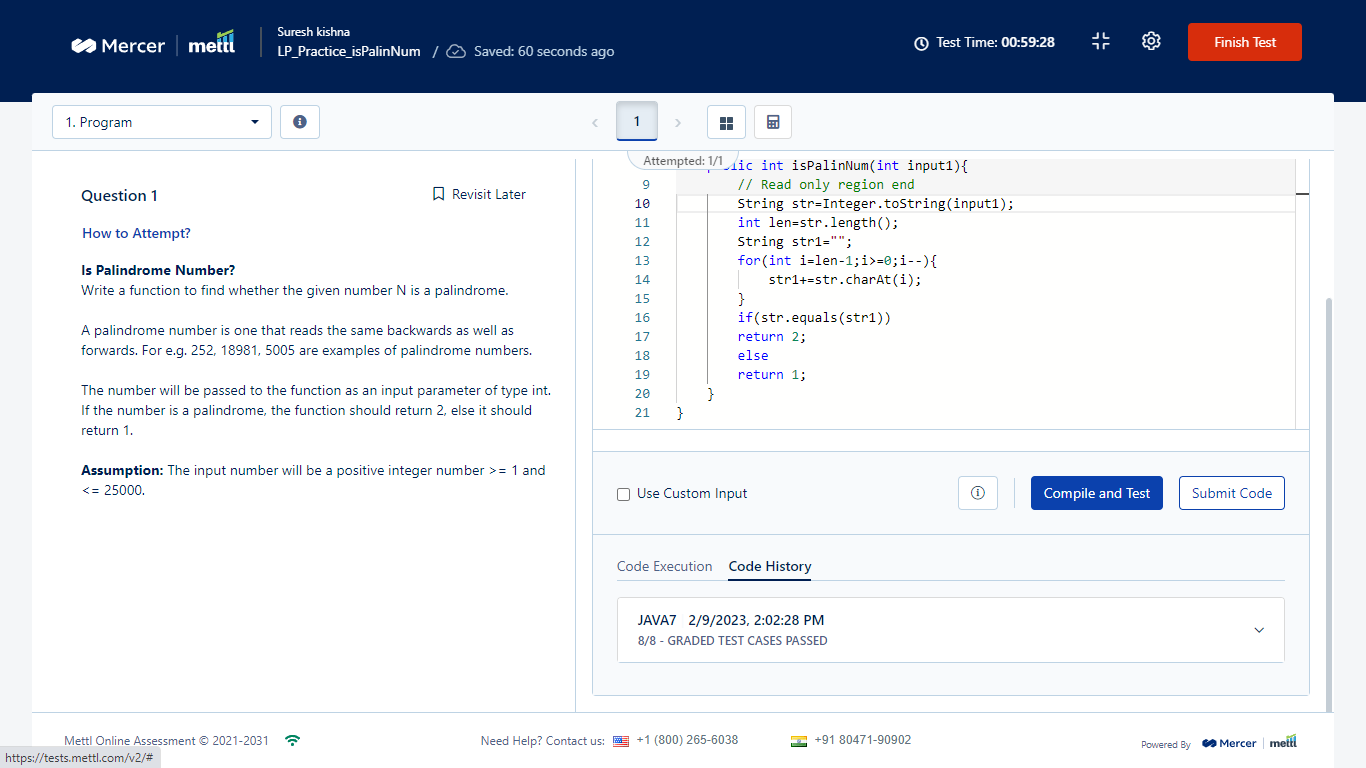 Mercer | mettl
Suresh kishna
LP_Practice_isPalinNum / Saved: 60 seconds ago
Test Time: 00:59:28
Finish Test
1. Program
1
Attempted: 1/1
Question 1
Revisit Later
How to Attempt?
Is Palindrome Number?
Write a function to find whether the given number N is a palindrome.
A palindrome number is one that reads the same backwards as well as
forwards. For e.g. 252, 18981, 5005 are examples of palindrome numbers.
The number will be passed to the function as an input parameter of type int.
If the number is a palindrome, the function should return 2, else it should
return 1.
Assumption: The input number will be a positive integer number >= 1 and
<= 25000.
int isPalinNum(int input1){
9 // Read only region end
10 String str=Integer.toString(input1);
11 int len=str.length();
12 String str1="";
13 for(int i=len-1;i>=0;i--){
14 str1+=str.charAt(i);
15 }
16 if(str.equals(str1))
17 return 2;
18 else
19 return 1;
20 }
21 }
Use Custom Input
Compile and Test
Submit Code
Code Execution
Code History
JAVA7 2/9/2023, 2:02:28 PM
8/8 - GRADED TEST CASES PASSED
Mettl Online Assessment © 2021-2031
Need Help? Contact us: +1 (800) 265-6038
+91 80471-90902
Powered By Mercer | mettl
https://tests.mettl.com/v2/#